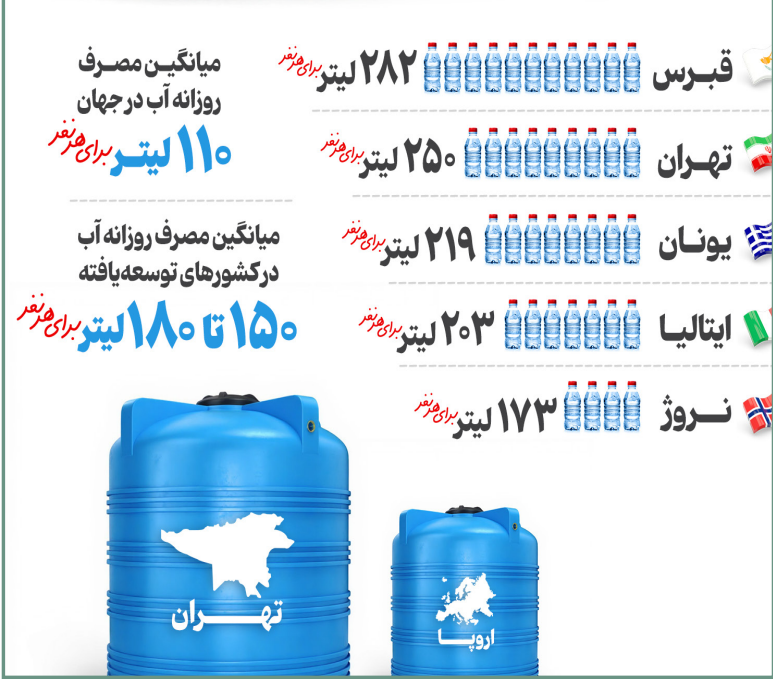 قبرس ۲۸۲ لیتر برای هر نفر
تهران ۲۵۰ لیتر برای هر نفر
یونان ۲۱۹ لیتر برای هر نفر
ایتالیا ۲۰۳ لیتر برای هر نفر
نروژ ۱۷۳ لیتر برای هر نفر
میانگین مصرف
روزانه آب در جهان
۱۱۰ لیتر برای هر نفر
میانگین مصرف روزانه آب
در کشورهای توسعه‌یافته
۱۵۰ تا ۱۸۰ لیتر برای هر نفر
تهران
اروپا